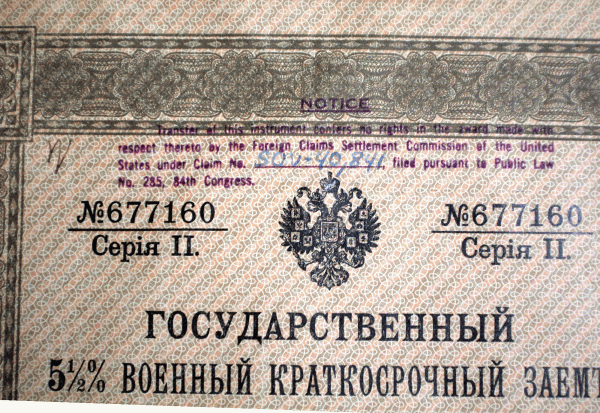 NOTICE
Transfer of this instrument confers no rights in the award made with
respect thereto by the Foreign Claims Settlement Commission of the United
States under Claim No. SOV-40,841 filed pursuant to Public Law
No. 285, 84th Congress.
№677160 №677160
Серія II. Серія II.
ГОСУДАРСТВЕННЫЙ
5½% ВОЕННЫЙ КРАТКОСРОЧНЫЙ ЗАЕМЪ